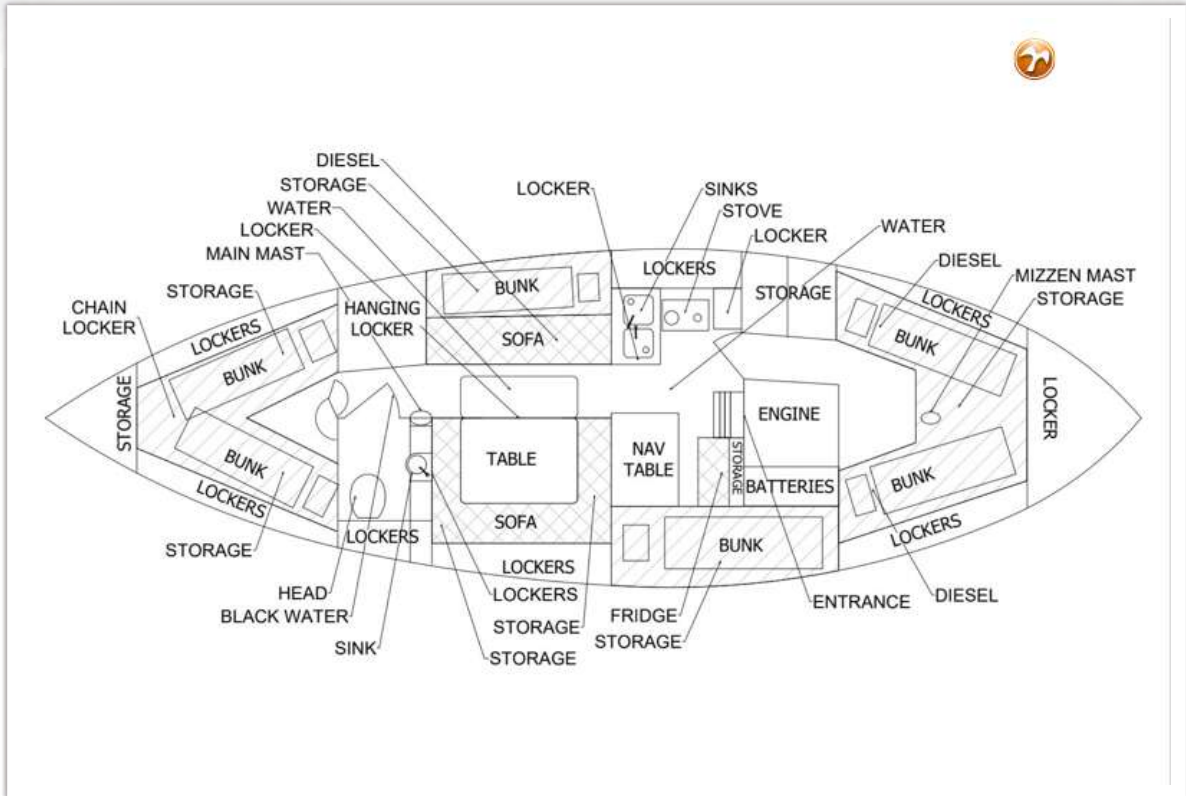 DIESEL
STORAGE
WATER
LOCKER
MAIN MAST
STORAGE
CHAIN
LOCKER
LOCKER
SINKS
STOVE
LOCKER
WATER
DIESEL
MIZZEN MAST
STORAGE
LOCKERS
BUNK
HANGING
LOCKER
BUNK
SOFA
LOCKERS
STORAGE
LOCKERS
BUNK
STORAGE
BUNK
LOCKERS
TABLE
SOFA
LOCKERS
LOCKERS
NAV
TABLE
STORAGE
ENGINE
BATTERIES
BUNK
BUNK
LOCKERS
LOCKER
STORAGE
HEAD
BLACK WATER
SINK
LOCKERS
STORAGE
STORAGE
FRIDGE
STORAGE
ENTRANCE
DIESEL